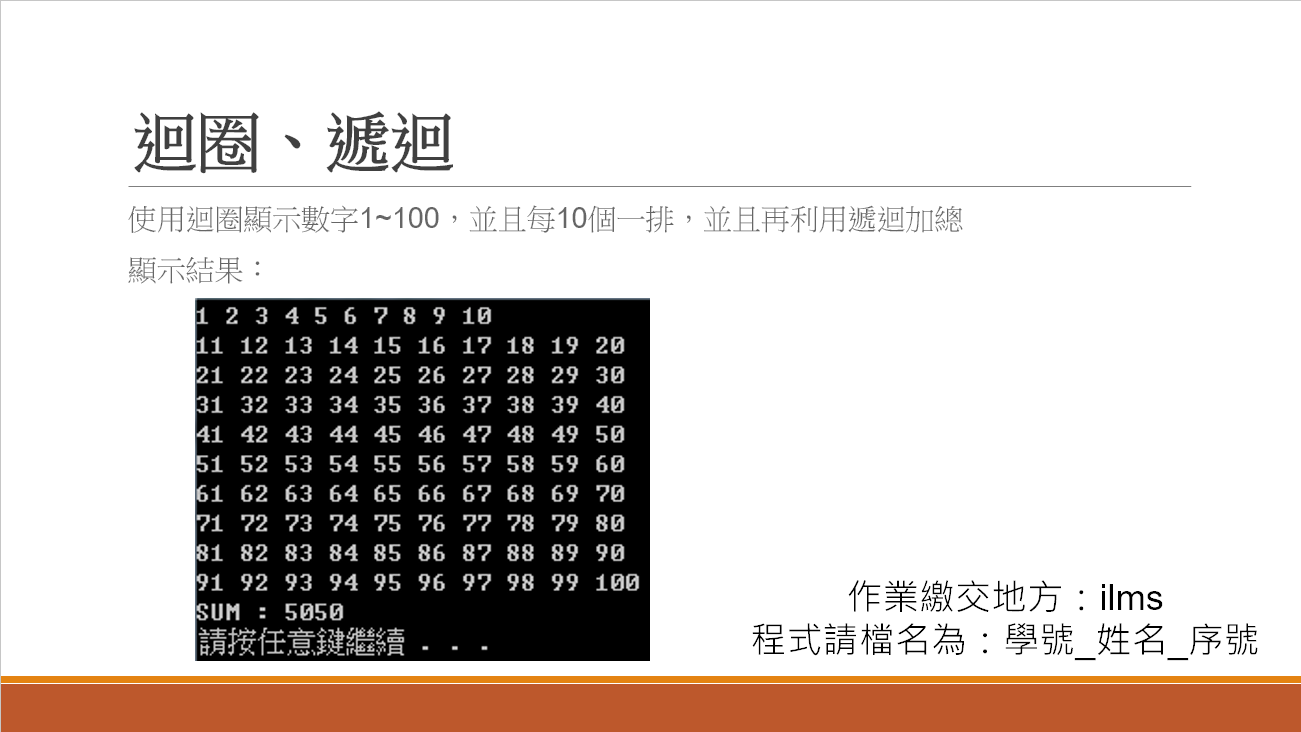 迴圈、遞迴
使用迴圈顯示數字1~100，並且每10個一排，並且再利用遞迴加總
顯示結果：
1 2 3 4 5 6 7 8 9 10
11 12 13 14 15 16 17 18 19 20
21 22 23 24 25 26 27 28 29 30
31 32 33 34 35 36 37 38 39 40
41 42 43 44 45 46 47 48 49 50
51 52 53 54 55 56 57 58 59 60
61 62 63 64 65 66 67 68 69 70
71 72 73 74 75 76 77 78 79 80
81 82 83 84 85 86 87 88 89 90
91 92 93 94 95 96 97 98 99 100
SUM : 5050
請按任意鍵繼續 . . .
作業繳交地方：ilms
程式請檔名為：學號_姓名_序號